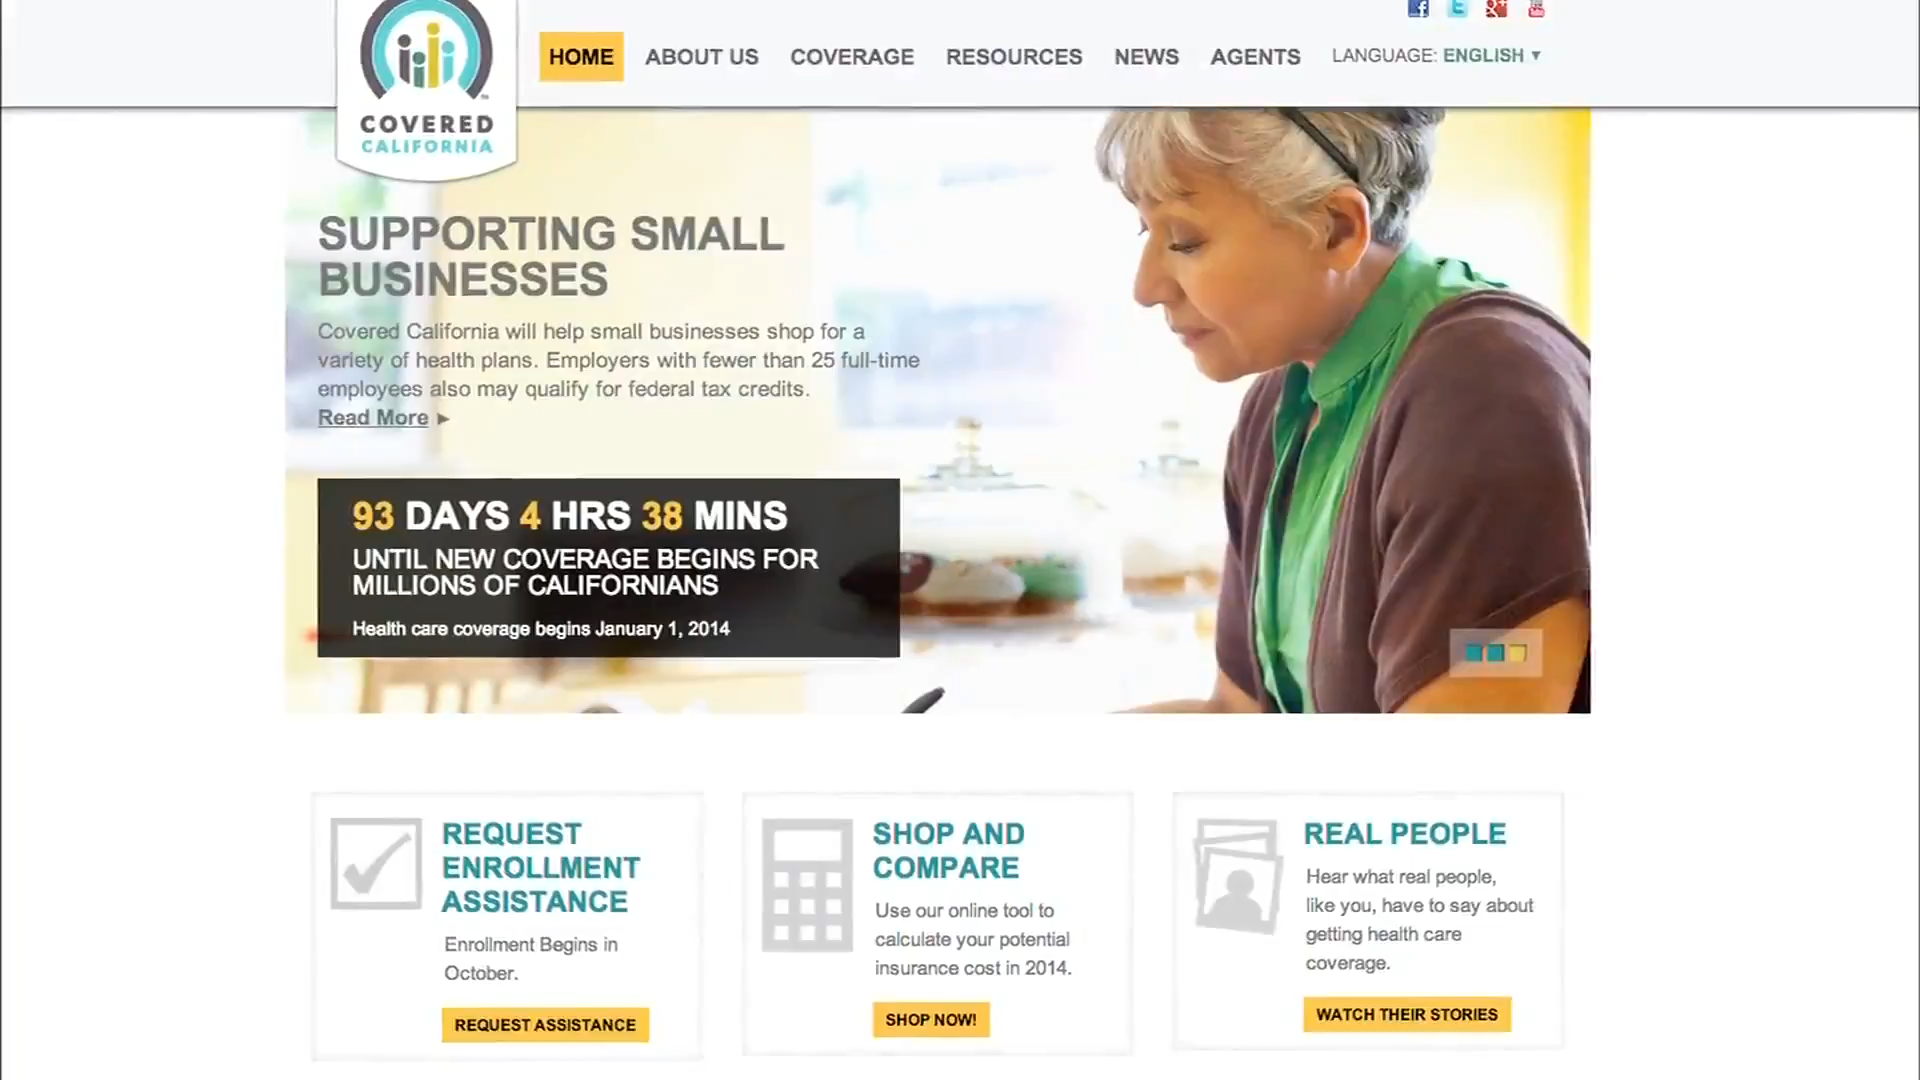 HOME ABOUT US COVERAGE RESOURCES NEWS AGENTS LANGUAGE: ENGLISH ▼
COVERED
CALIFORNIA
SUPPORTING SMALL
BUSINESSES
Covered California will help small businesses shop for a
variety of health plans. Employers with fewer than 25 full-time
employees also may qualify for federal tax credits.
Read More ►
93 DAYS 4 HRS 38 MINS
UNTIL NEW COVERAGE BEGINS FOR
MILLIONS OF CALIFORNIANS
Health care coverage begins January 1, 2014
REQUEST
ENROLLMENT
ASSISTANCE
Enrollment Begins in
October.
REQUEST ASSISTANCE
SHOP AND
COMPARE
Use our online tool to
calculate your potential
insurance cost in 2014.
SHOP NOW!
REAL PEOPLE
Hear what real people,
like you, have to say about
getting health care
coverage.
WATCH THEIR STORIES